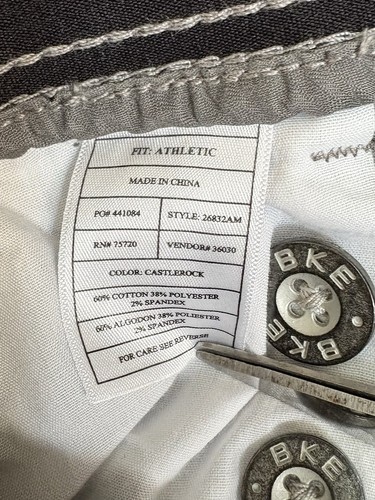 FIT: ATHLETIC
MADE IN CHINA
PO# 441084 STYLE: 26832AM
RN# 75720 VENDOR# 36030
COLOR: CASTLEROCK
60% COTTON 38% POLYESTER
2% SPANDEX
60% ALGODON 38% POLIESTER
2% SPANDEX
FOR CARE SEE REVERSE
BKE
BKE
BKE